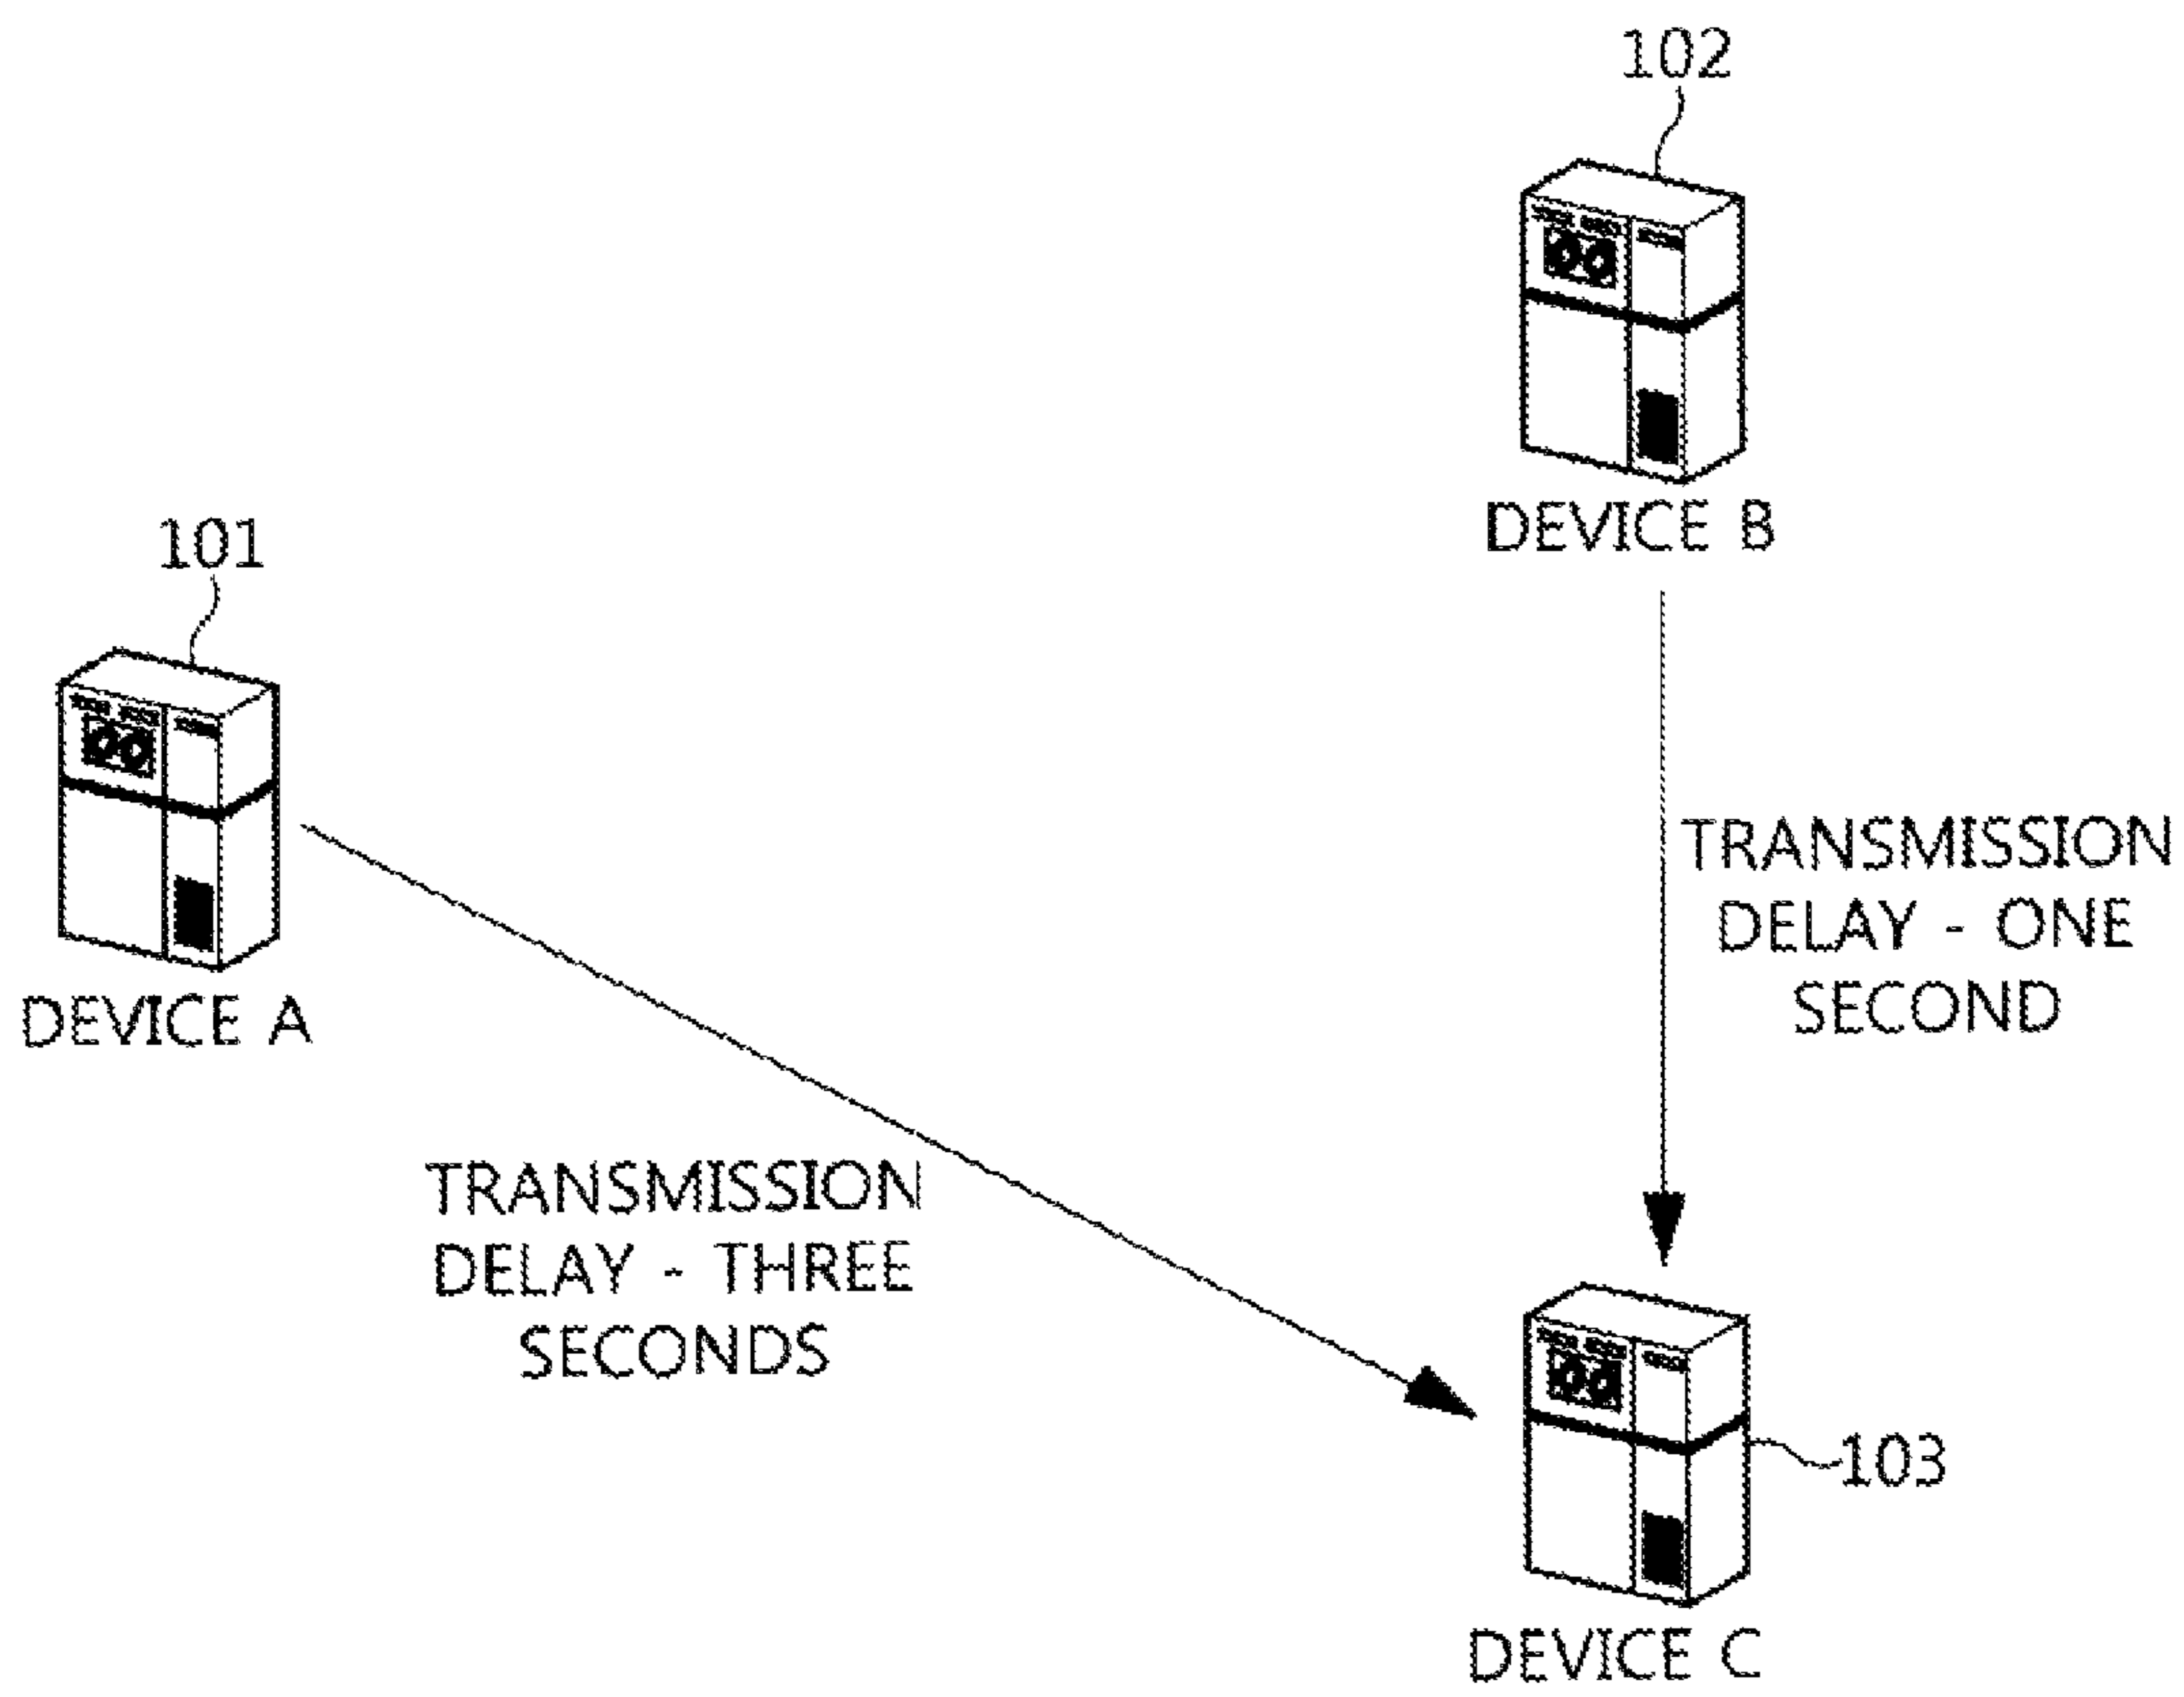 102
DEVICE B
101
DEVICE A
TRANSMISSION
DELAY - ONE
SECOND
TRANSMISSION
DELAY - THREE
SECONDS
103
DEVICE C